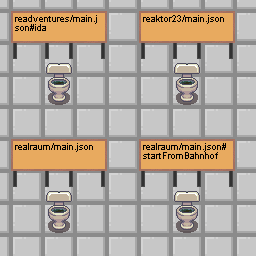 readventures/main.j
son#ida
reaktor23/main.json
realraum/main.json
realraum/main.json#
startFromBahnhof